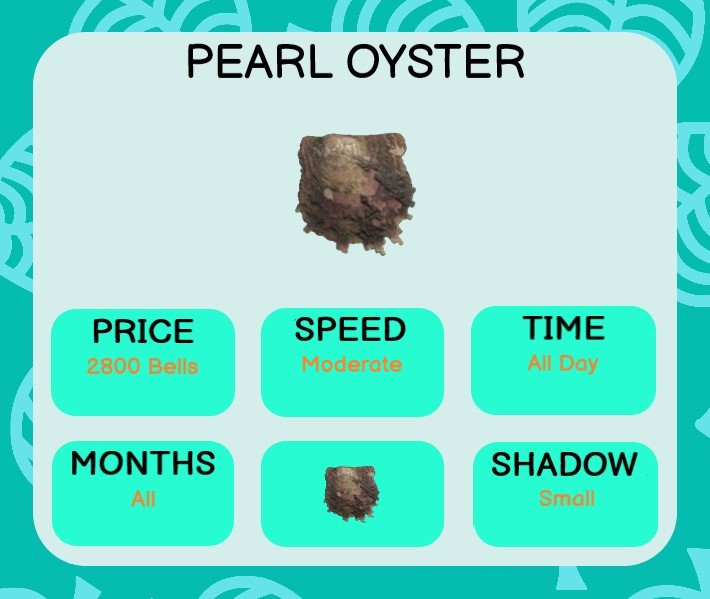 PEARL OYSTER
PRICE
2800 Bells
SPEED
Moderate
TIME
All Day
MONTHS
All
SHADOW
Small